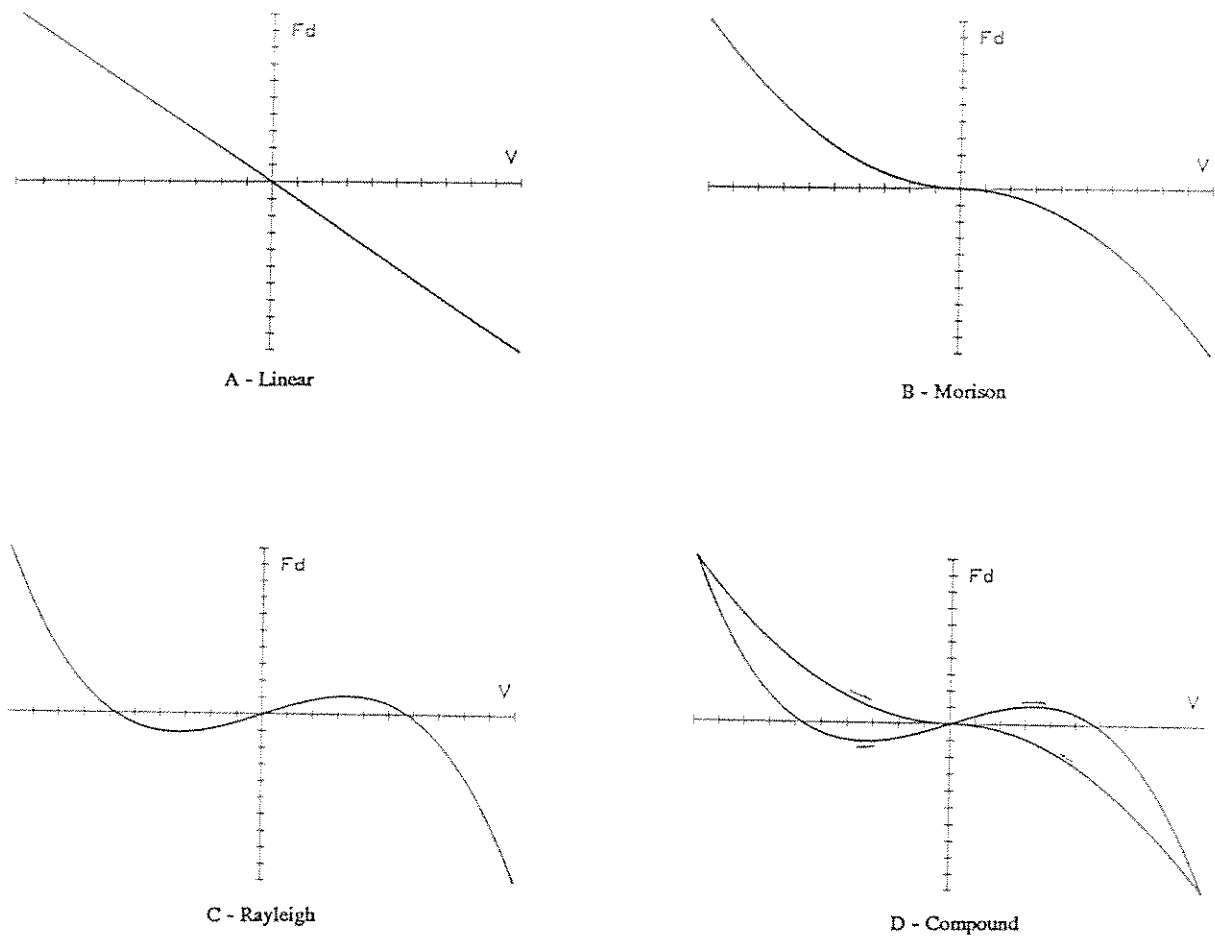 Fd
V
A - Linear
Fd
V
B - Morison
Fd
V
C - Rayleigh
Fd
V
D - Compound